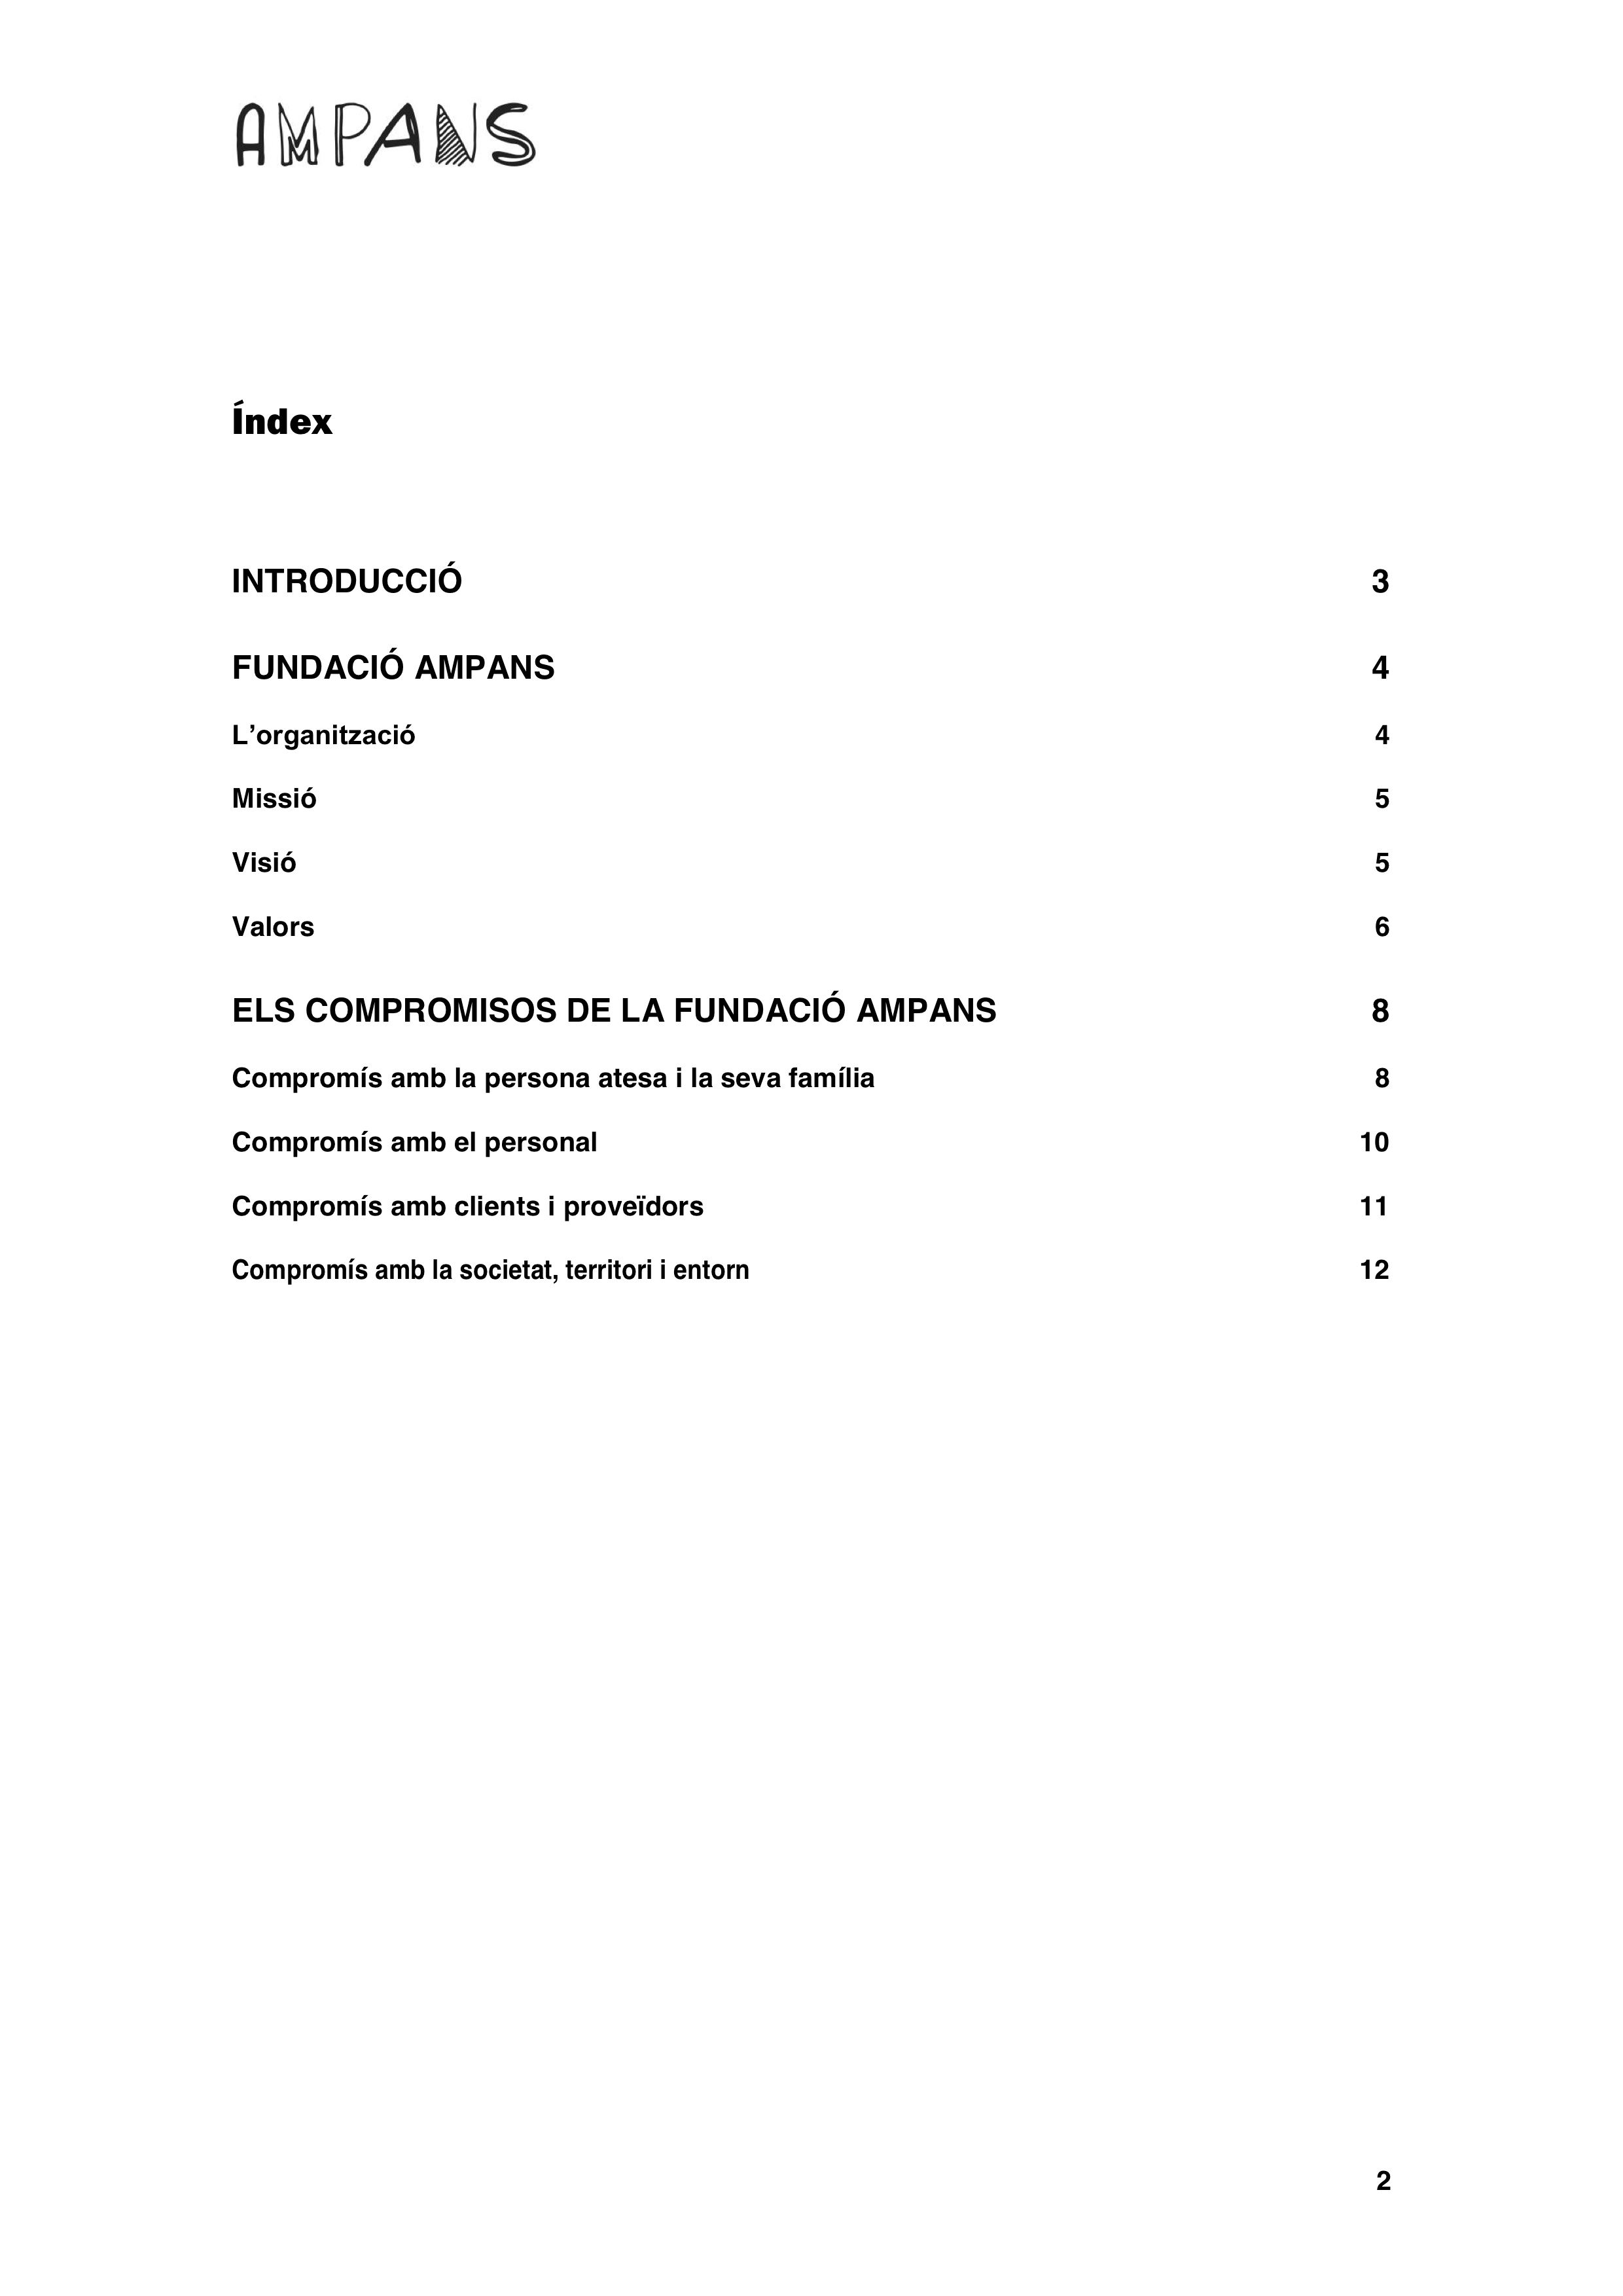 AMPANS
Índex
INTRODUCCIÓ 3
FUNDACIÓ AMPANS 4
L’organització 4
Missió 5
Visió 5
Valors 6
ELS COMPROMISOS DE LA FUNDACIÓ AMPANS 8
Compromís amb la persona atesa i la seva família 8
Compromís amb el personal 10
Compromís amb clients i proveïdors 11
Compromís amb la societat, territori i entorn 12
2